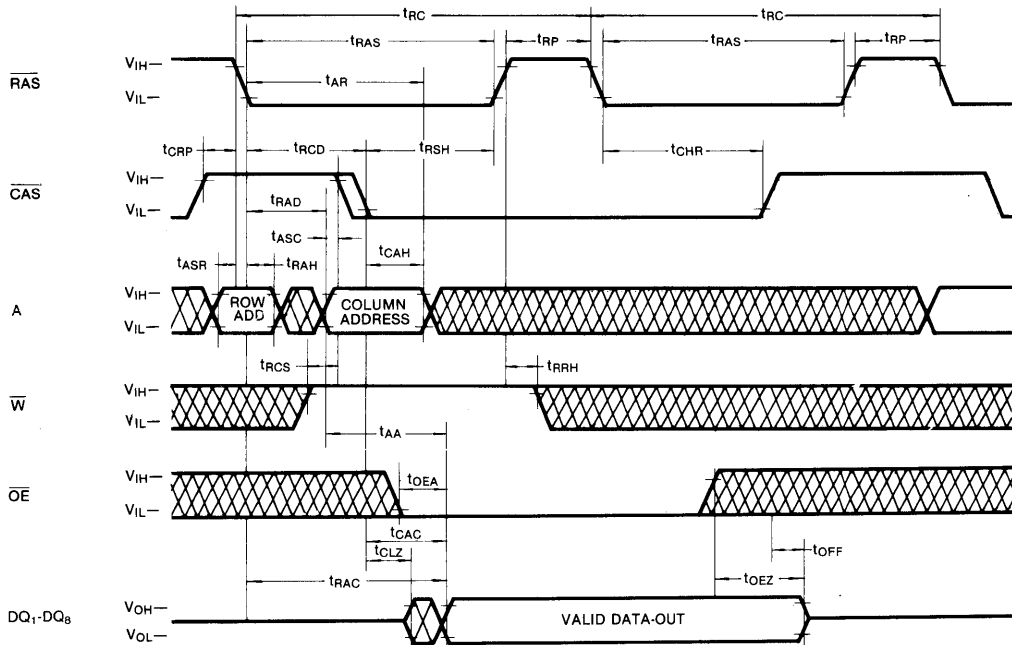 tRC tRC
tRAS tRP tRAS tRP
RAS VIH VIL tAR
tCRP tRCD tRSH tCHR
CAS VIH VIL
tRAD
tASC
tCAH
tASR tRAH
A VIH VIL ROW ADD COLUMN ADDRESS
tRCS tRRH
W VIH VIL
tAA
OE VIH VIL tOEA
tCAC
tCLZ tOFF
tRAC tOEZ
DQ1-DQ8 VOH VOL VALID DATA-OUT